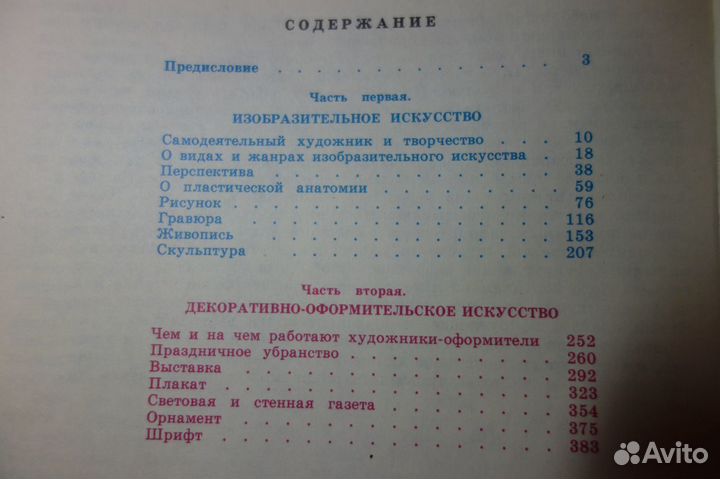 СОДЕРЖАНИЕ
Предисловие . . . . . . . . . . . . . 3
Часть первая.
ИЗОБРАЗИТЕЛЬНОЕ ИСКУССТВО
Самодеятельный художник и творчество . . . 10
О видах и жанрах изобразительного искусства . 18
Перспектива . . . . . . . . . . . . . 38
О пластической анатомии . . . . . . . . 59
Рисунок . . . . . . . . . . . . . . . 76
Гравюра . . . . . . . . . . . . . . 116
Живопись . . . . . . . . . . . . . 153
Скульптура . . . . . . . . . . . . . 207
Часть вторая.
ДЕКОРАТИВНО-ОФОРМИТЕЛЬСКОЕ ИСКУССТВО
Чем и на чем работают художники-оформители 252
Праздничное убранство . . . . . . . . . 260
Выставка . . . . . . . . . . . . . . 292
Плакат . . . . . . . . . . . . . . . 323
Световая и стенная газета . . . . . . . . 354
Орнамент . . . . . . . . . . . . . . 375
Шрифт . . . . . . . . . . . . . . . 383
Avito